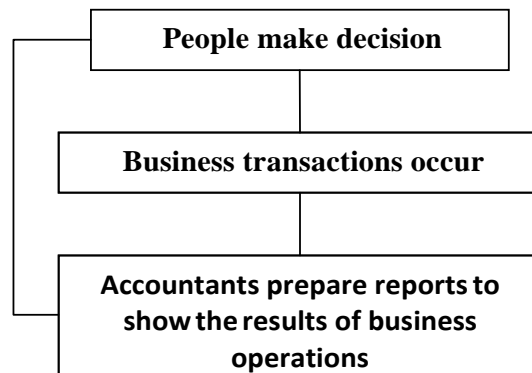 People make decision
Business transactions occur
Accountants prepare reports to
show the results of business
operations